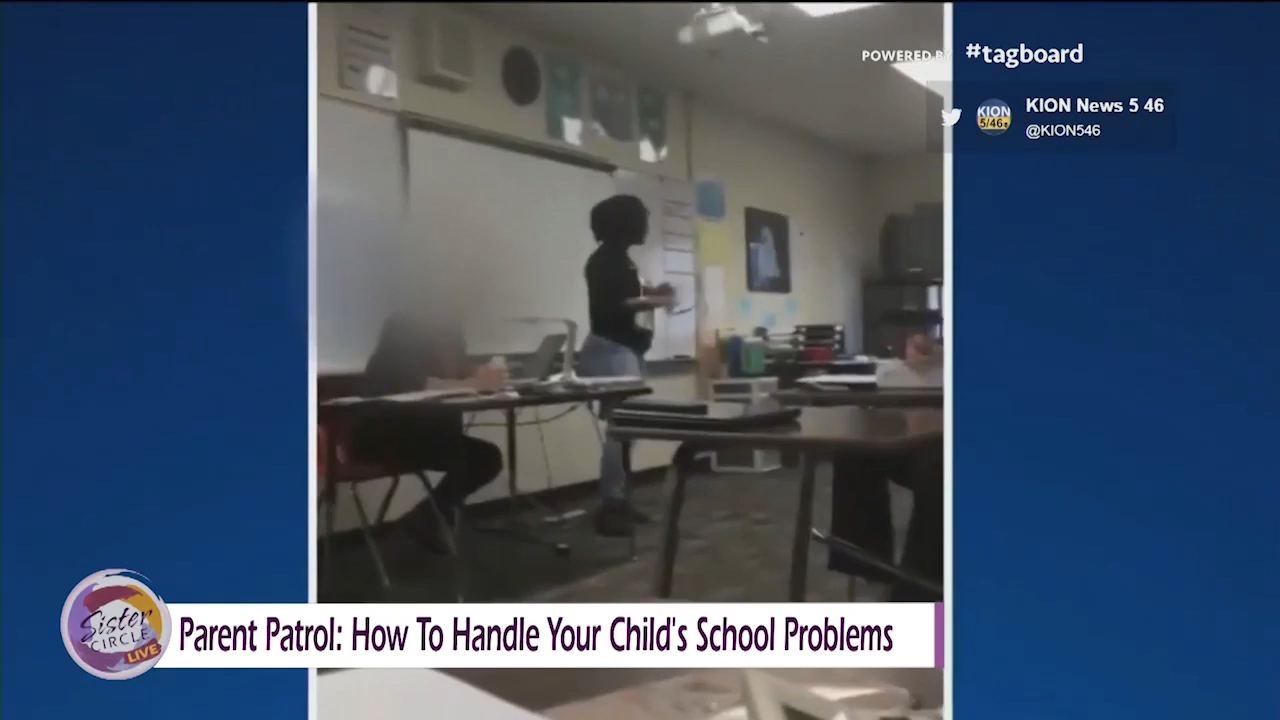 POWERED BY #tagboard
KION News 5 46
@KION546
KION
5/46
Sister
CIRCLE
LIVE
Parent Patrol: How To Handle Your Child's School Problems